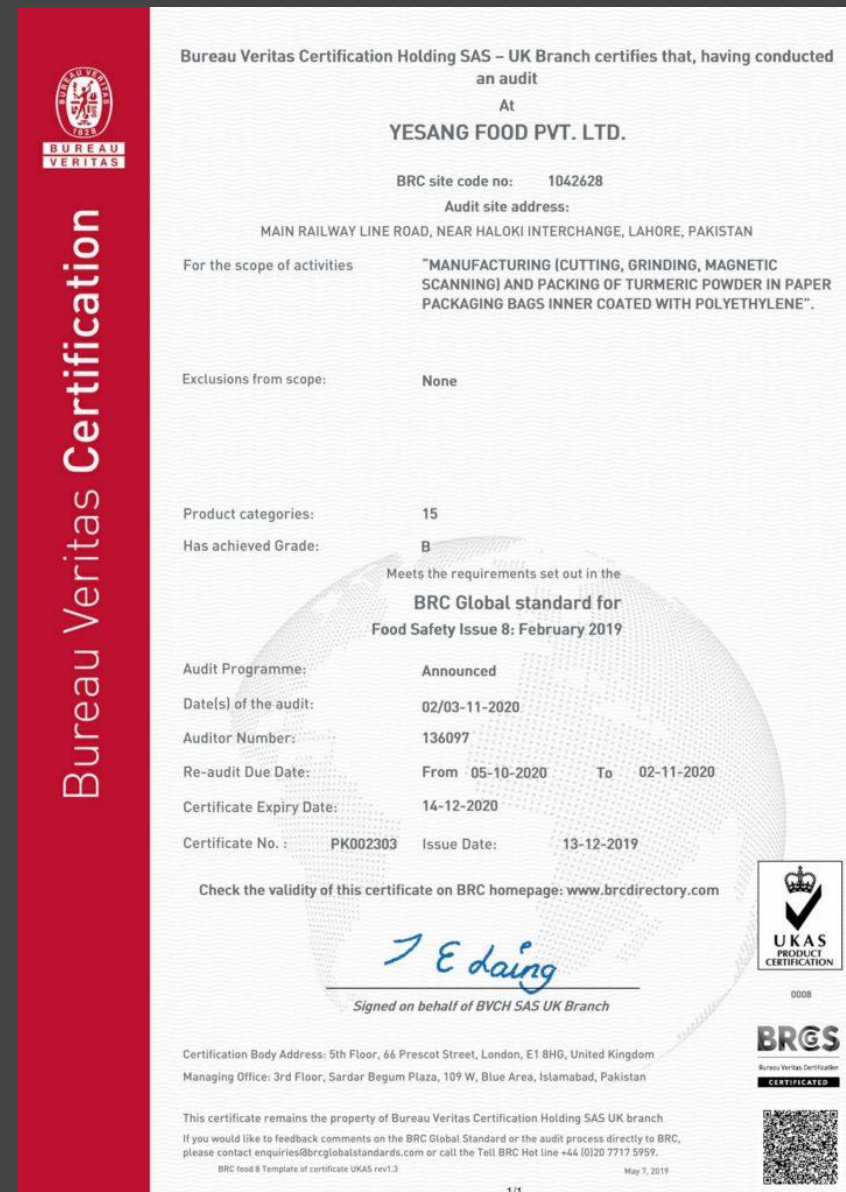 Bureau Veritas Certification
BUREAU VERITAS
1828
BUREAU
VERITAS
Bureau Veritas Certification Holding SAS – UK Branch certifies that, having conducted
an audit
At
YESANG FOOD PVT. LTD.
BRC site code no: 1042628
Audit site address:
MAIN RAILWAY LINE ROAD, NEAR HALOKI INTERCHANGE, LAHORE, PAKISTAN
For the scope of activities "MANUFACTURING (CUTTING, GRINDING, MAGNETIC
SCANNING) AND PACKING OF TURMERIC POWDER IN PAPER
PACKAGING BAGS INNER COATED WITH POLYETHYLENE".
Exclusions from scope: None
Product categories: 15
Has achieved Grade: B
Meets the requirements set out in the
BRC Global standard for
Food Safety Issue 8: February 2019
Audit Programme: Announced
Date(s) of the audit: 02/03-11-2020
Auditor Number: 136097
Re-audit Due Date: From 05-10-2020 To 02-11-2020
Certificate Expiry Date: 14-12-2020
Certificate No. : PK002303 Issue Date: 13-12-2019
Check the validity of this certificate on BRC homepage: www.brcdirectory.com
J E Laing
Signed on behalf of BVCH SAS UK Branch
UKAS
PRODUCT
CERTIFICATION
0008
BRCGS
Bureau Veritas Certification
CERTIFICATED
Certification Body Address: 5th Floor, 66 Prescot Street, London, E1 8HG, United Kingdom
Managing Office: 3rd Floor, Sardar Begum Plaza, 109 W, Blue Area, Islamabad, Pakistan
This certificate remains the property of Bureau Veritas Certification Holding SAS UK branch
If you would like to feedback comments on the BRC Global Standard or the audit process directly to BRC,
please contact enquiries@brcglobalstandards.com or call the Tell BRC Hot line +44 (0)20 7717 5959.
BRC food 8 Template of certificate UKAS rev1.3 May 7, 2019
1/1